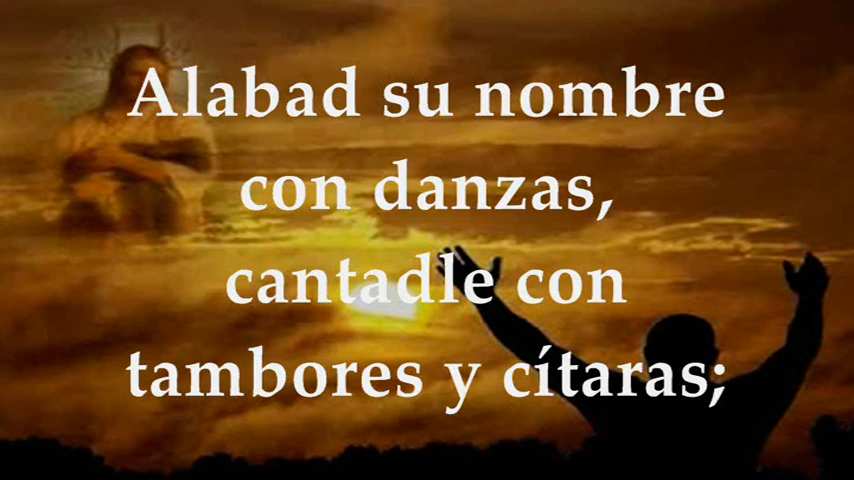 Alabad su nombre
con danzas,
cantadle con
tambores y cítaras;